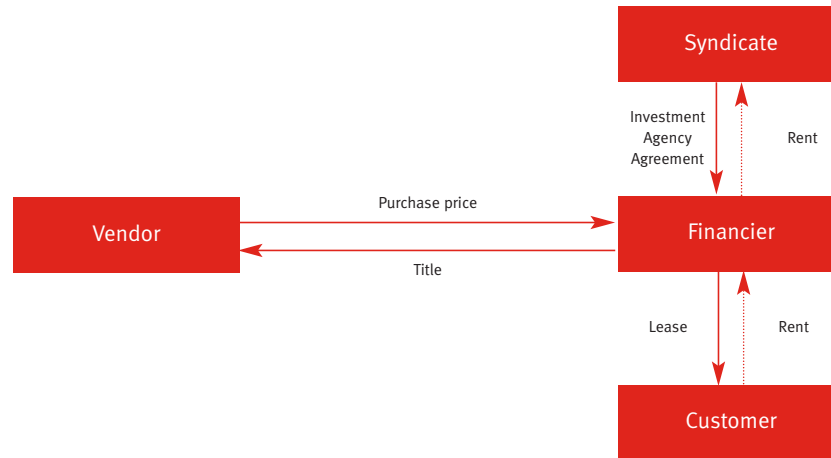 Syndicate
Investment
Agency
Agreement
Rent
Purchase price
Vendor
Financier
Title
Lease
Rent
Customer